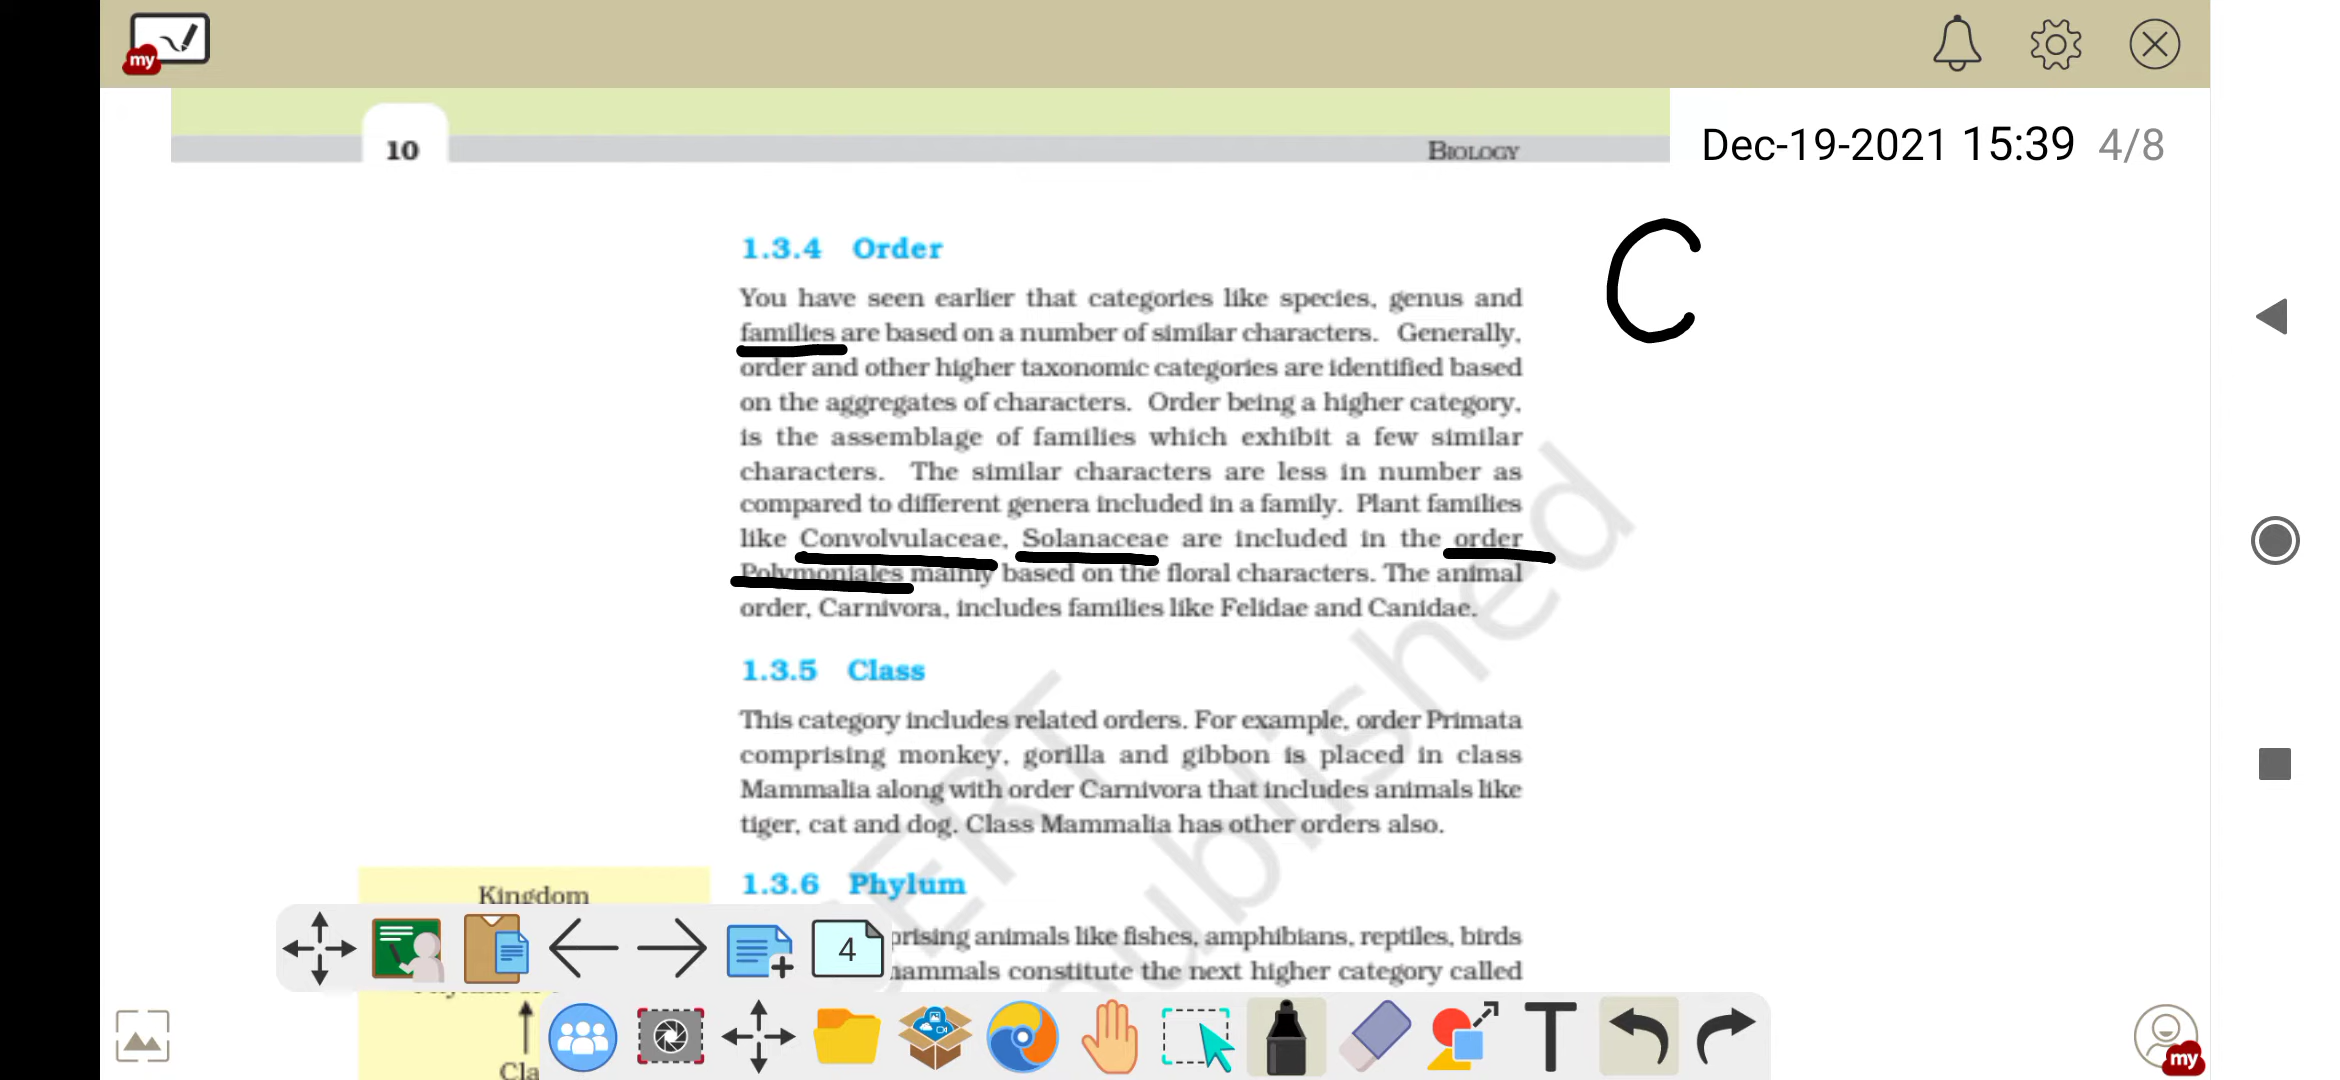 my
10
BIOLOGY
Dec-19-2021 15:39 4/8
C
1.3.4 Order
You have seen earlier that categories like species, genus and
families are based on a number of similar characters. Generally,
order and other higher taxonomic categories are identified based
on the aggregates of characters. Order being a higher category,
is the assemblage of families which exhibit a few similar
characters. The similar characters are less in number as
compared to different genera included in a family. Plant families
like Convolvulaceae, Solanaceae are included in the order
Polymoniales mainly based on the floral characters. The animal
order, Carnivora, includes families like Felidae and Canidae.
1.3.5 Class
This category includes related orders. For example, order Primata
comprising monkey, gorilla and gibbon is placed in class
Mammalia along with order Carnivora that includes animals like
tiger, cat and dog. Class Mammalia has other orders also.
1.3.6 Phylum
prising animals like fishes, amphibians, reptiles, birds
mammals constitute the next higher category called
Kingdom
Cla
4
T
my
ERT
ublished